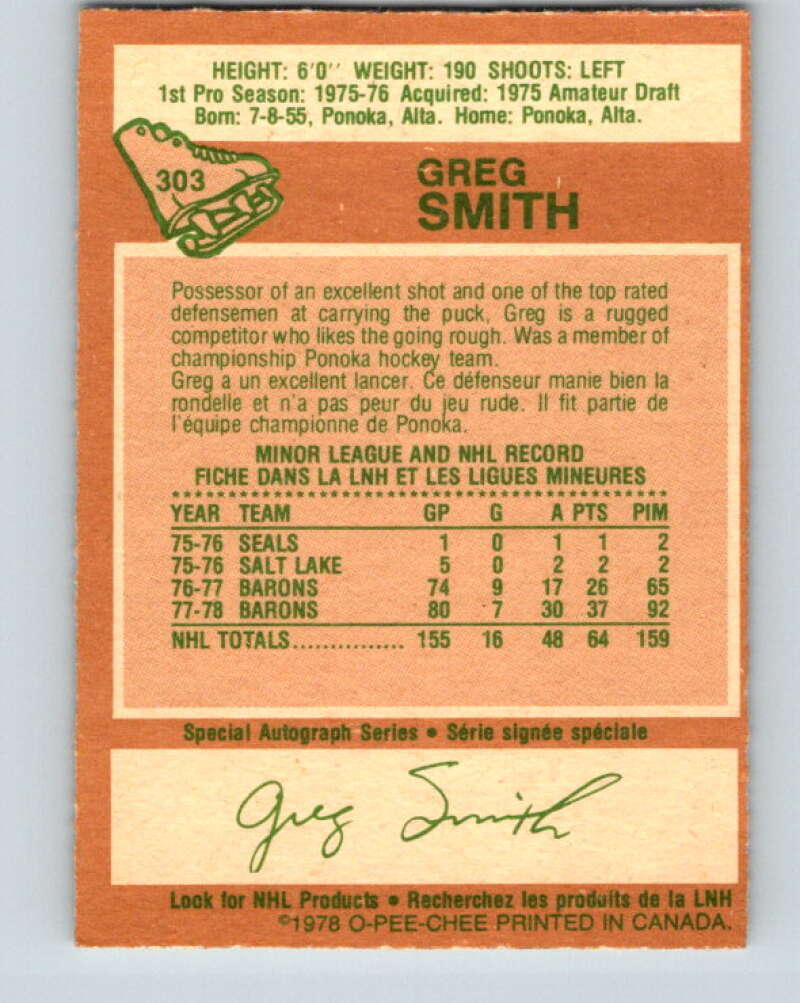 HEIGHT: 6'0'' WEIGHT: 190 SHOOTS: LEFT
1st Pro Season: 1975-76 Acquired: 1975 Amateur Draft
Born: 7-8-55, Ponoka, Alta. Home: Ponoka, Alta.
303
GREG
SMITH
Possessor of an excellent shot and one of the top rated
defensemen at carrying the puck, Greg is a rugged
competitor who likes the going rough. Was a member of
championship Ponoka hockey team.
Greg a un excellent lancer. Ce défenseur manie bien la
rondelle et n'a pas peur du jeu rude. Il fit partie de
l'équipe championne de Ponoka.
MINOR LEAGUE AND NHL RECORD
FICHE DANS LA LNH ET LES LIGUES MINEURES
YEAR TEAM GP G A PTS PIM
75-76 SEALS 1 0 1 1 2
75-76 SALT LAKE 5 0 2 2 2
76-77 BARONS 74 9 17 26 65
77-78 BARONS 80 7 30 37 92
NHL TOTALS................ 155 16 48 64 159
Special Autograph Series • Série signée spéciale
Greg Smith
Look for NHL Products • Recherchez les produits de la LNH
©1978 O-PEE-CHEE PRINTED IN CANADA.